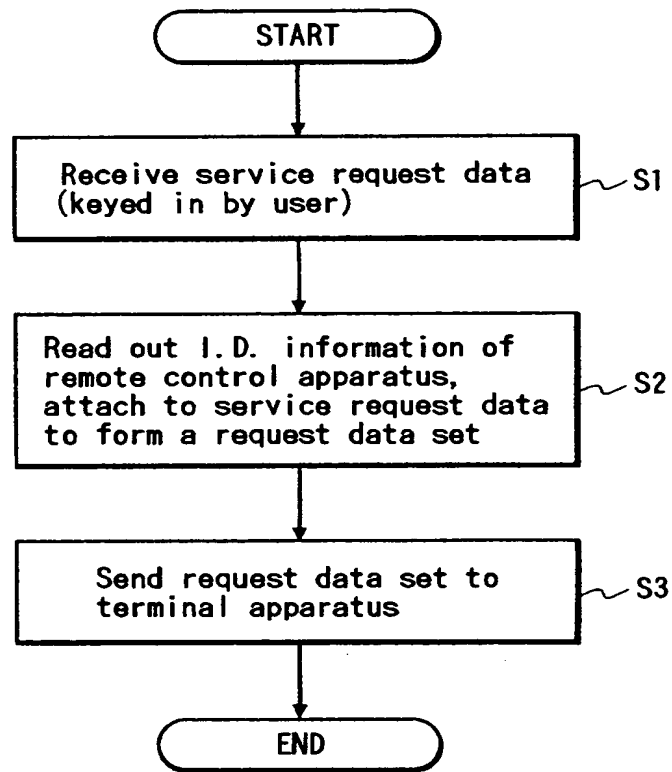 START
Receive service request data
(keyed in by user)
S1
Read out I.D. information of
remote control apparatus,
attach to service request data
to form a request data set
S2
Send request data set to
terminal apparatus
S3
END